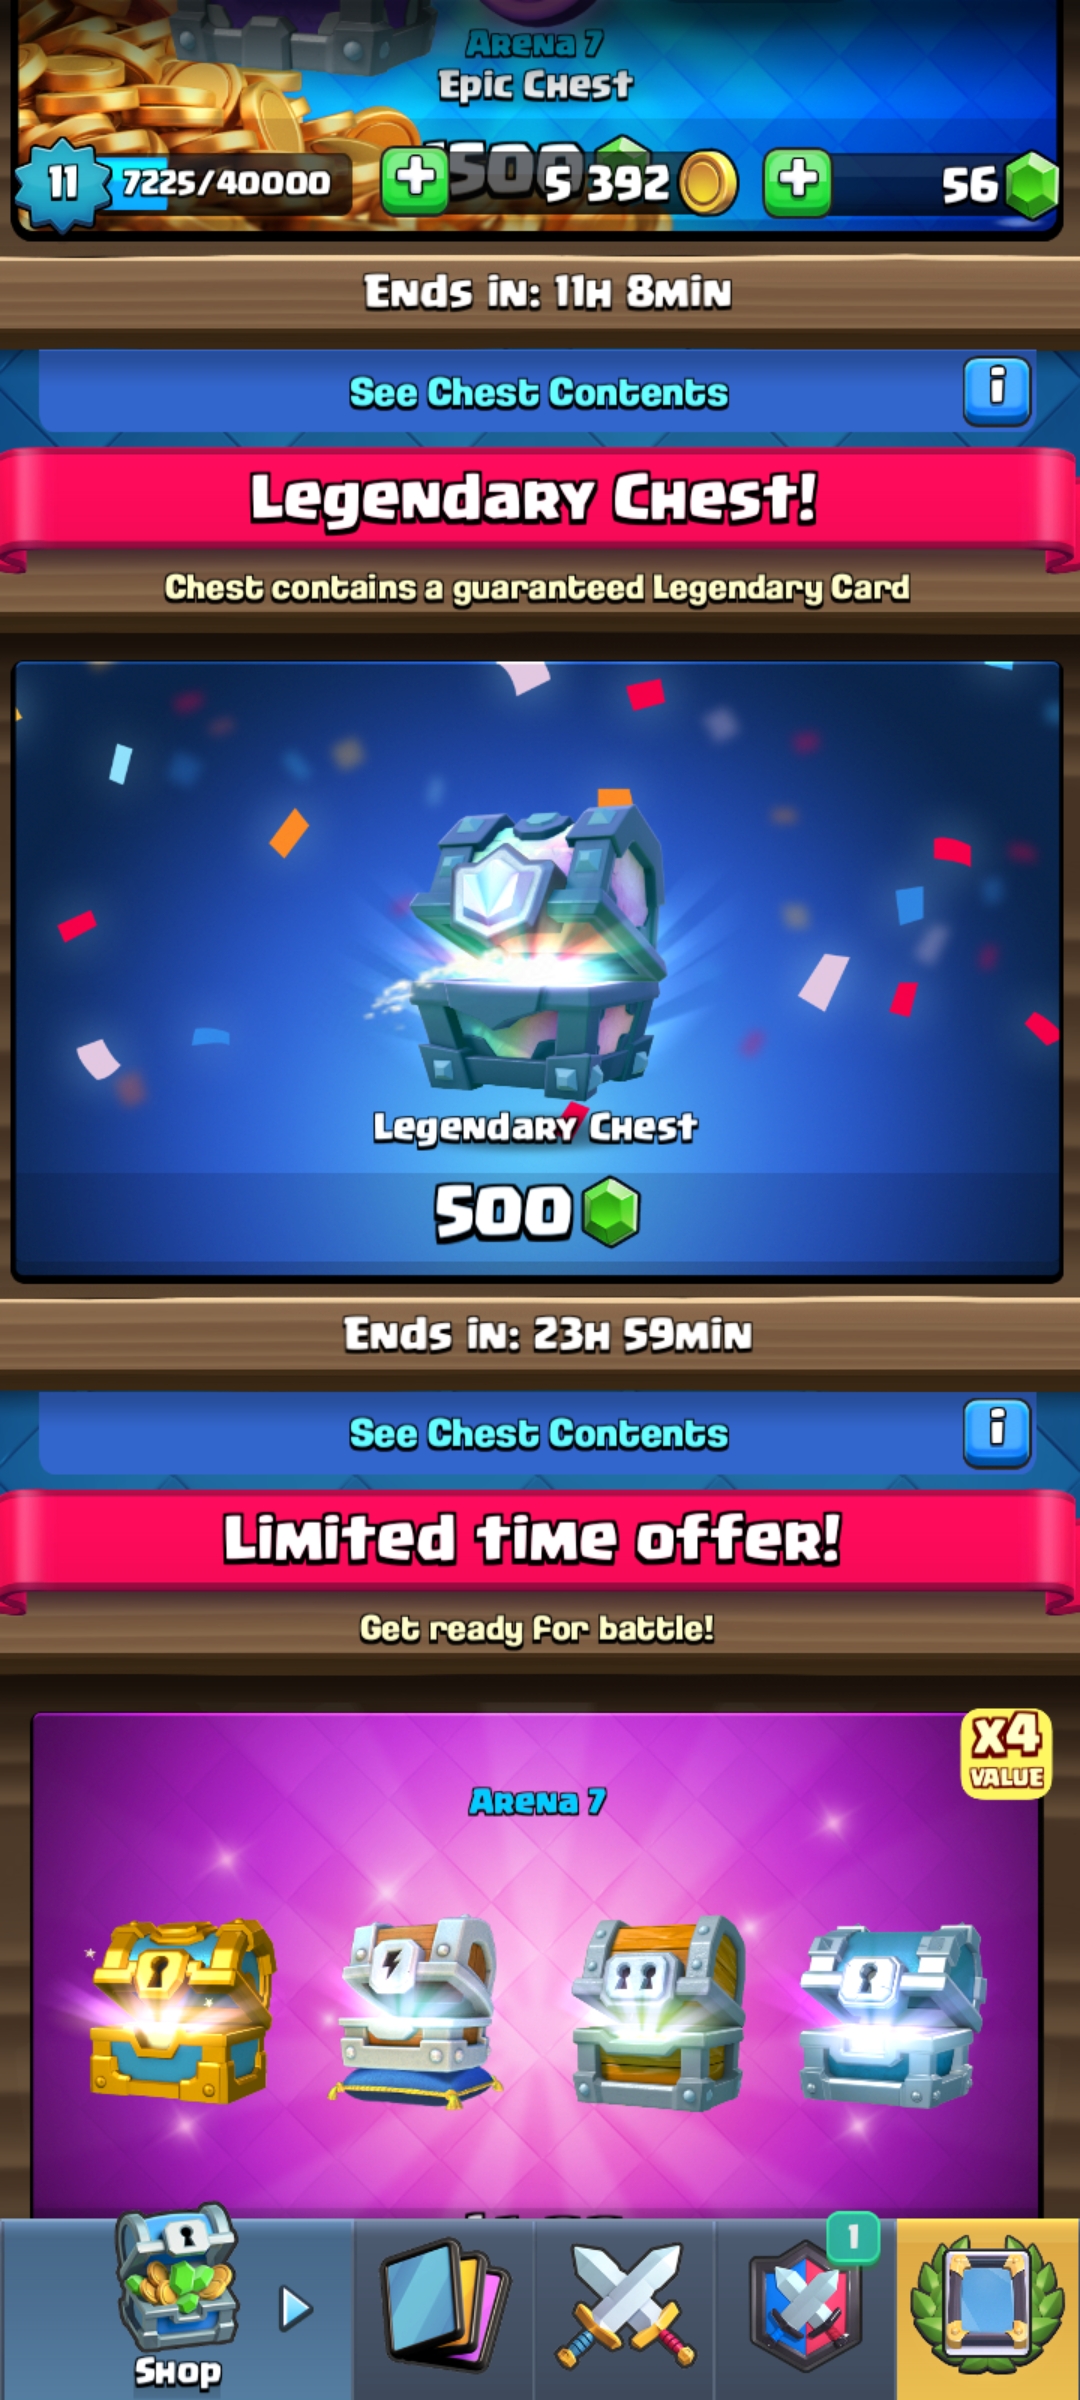 Arena 7
Epic Chest
11 7225/40000 5 392 56
Ends in: 11H 8min
See Chest Contents
Legendary Chest!
Chest contains a guaranteed Legendary Card
Legendary Chest
500
Ends in: 23H 59min
See Chest Contents
Limited time offer!
Get ready for battle!
x4
VALUE
Arena 7
1
Shop